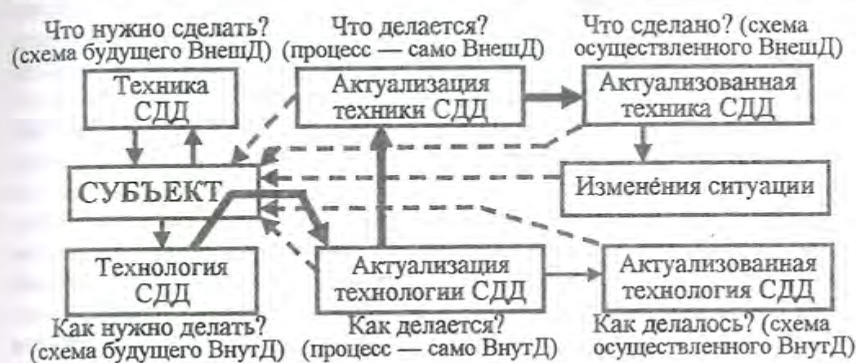 Что нужно сделать?
(схема будущего ВнешД)
Что делается?
(процесс — само ВнешД)
Что сделано? (схема
осуществленного ВнешД)
Техника
СДД
Актуализация
техники СДД
Актуализованная
техника СДД
СУБЪЕКТ
Изменéния ситуации
Технология
СДД
Актуализация
технологии СДД
Актуализованная
технология СДД
Как нужно делать?
(схема будущего ВнутД)
Как делается?
(процесс — само ВнутД)
Как делалось? (схема
осуществленного ВнутД)